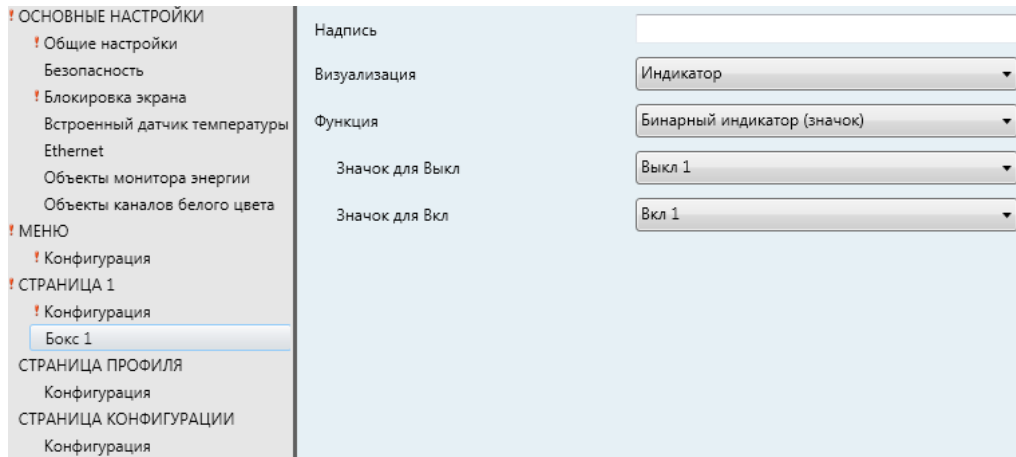 ! ОСНОВНЫЕ НАСТРОЙКИ
! Общие настройки
Безопасность
! Блокировка экрана
Встроенный датчик температуры
Ethernet
Объекты монитора энергии
Объекты каналов белого цвета
! МЕНЮ
! Конфигурация
! СТРАНИЦА 1
! Конфигурация
Бокс 1
СТРАНИЦА ПРОФИЛЯ
Конфигурация
СТРАНИЦА КОНФИГУРАЦИИ
Конфигурация
Надпись
Визуализация Индикатор
Функция Бинарный индикатор (значок)
Значок для Выкл Выкл 1
Значок для Вкл Вкл 1